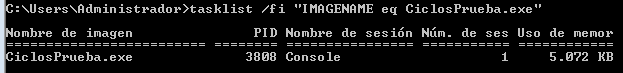 C:\Users\Administrador>tasklist /fi "IMAGENAME eq CiclosPrueba.exe"
Nombre de imagen               PID Nombre de sesión Núm. de ses Uso de memor
========================= ======== ================ =========== ============
CiclosPrueba.exe              3808 Console                    1     5.072 KB